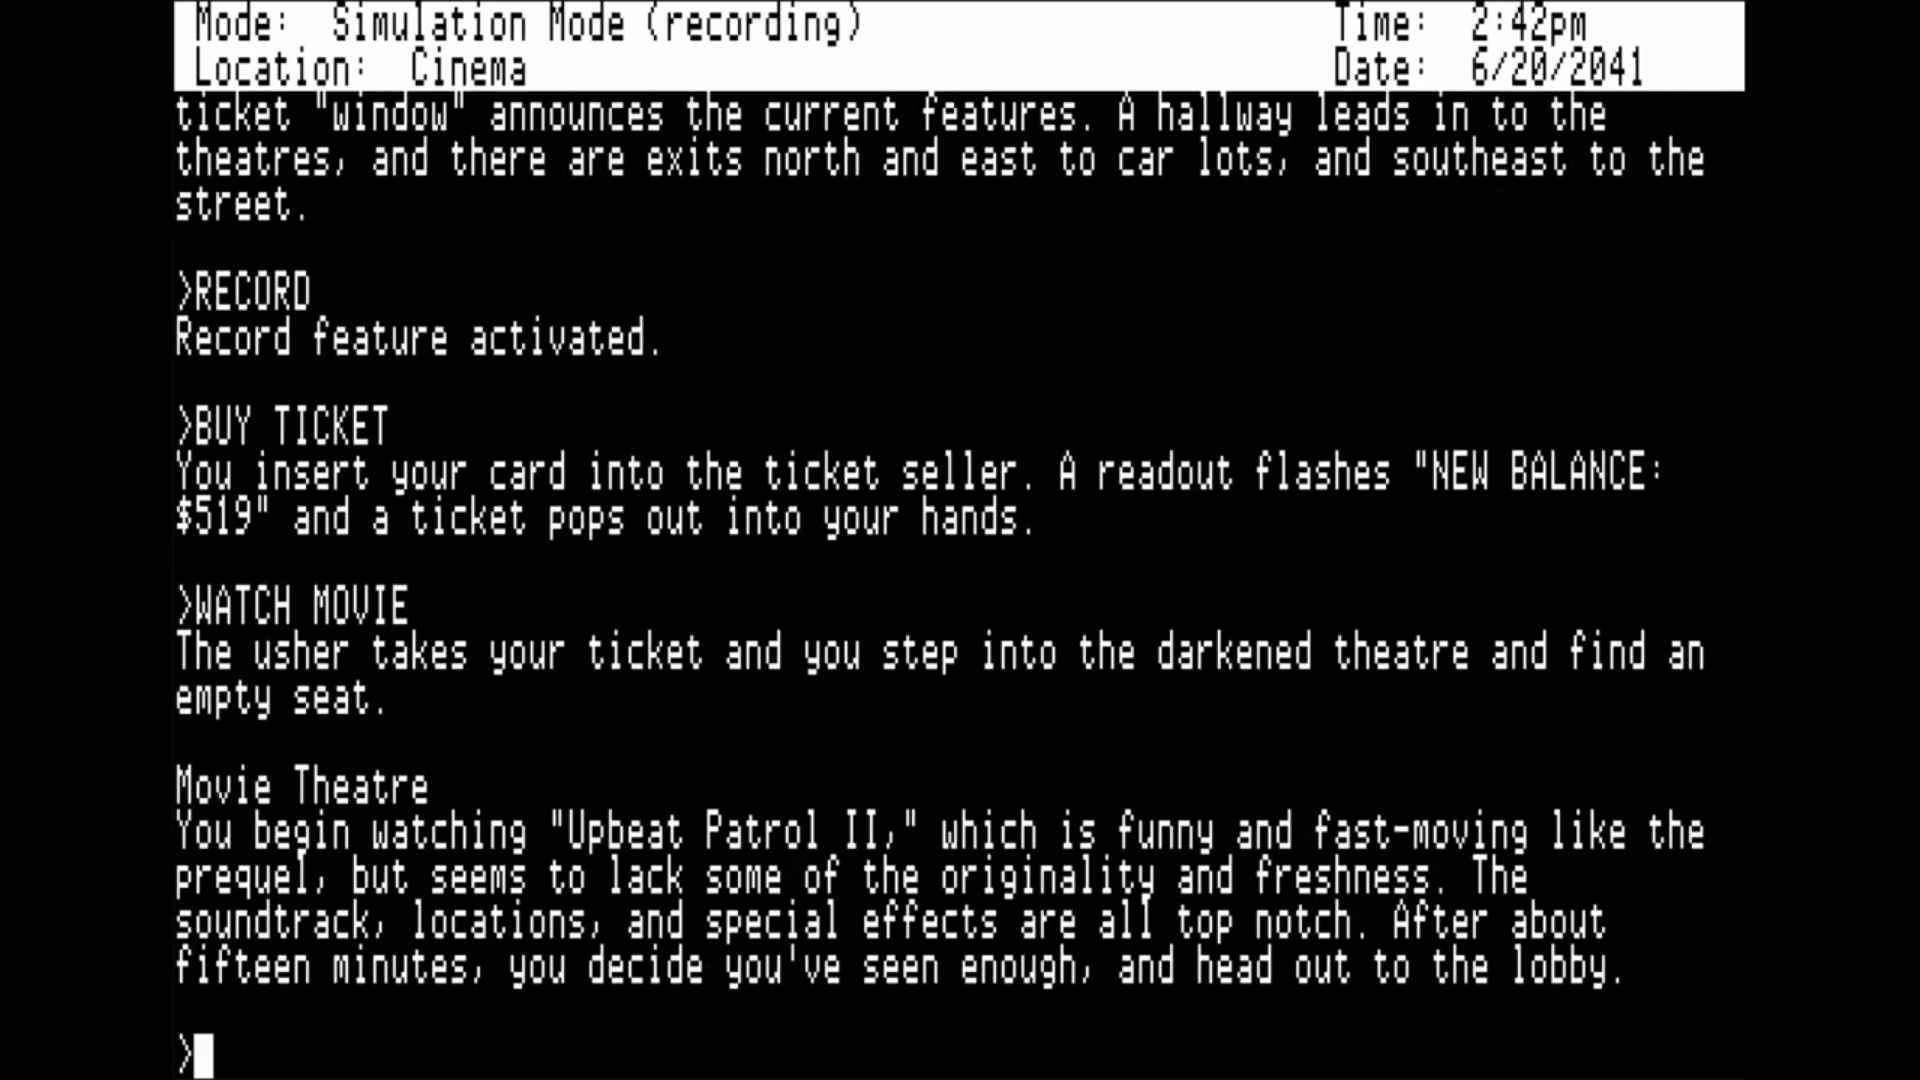 Mode: Simulation Mode (recording) Time: 2:42pm
Location: Cinema Date: 6/20/2041
ticket "window" announces the current features. A hallway leads in to the
theatres, and there are exits north and east to car lots, and southeast to the
street.
>RECORD
Record feature activated.
>BUY TICKET
You insert your card into the ticket seller. A readout flashes "NEW BALANCE:
$519" and a ticket pops out into your hands.
>WATCH MOVIE
The usher takes your ticket and you step into the darkened theatre and find an
empty seat.
Movie Theatre
You begin watching "Upbeat Patrol II," which is funny and fast-moving like the
prequel, but seems to lack some of the originality and freshness. The
soundtrack, locations, and special effects are all top notch. After about
fifteen minutes, you decide you've seen enough, and head out to the lobby.
>